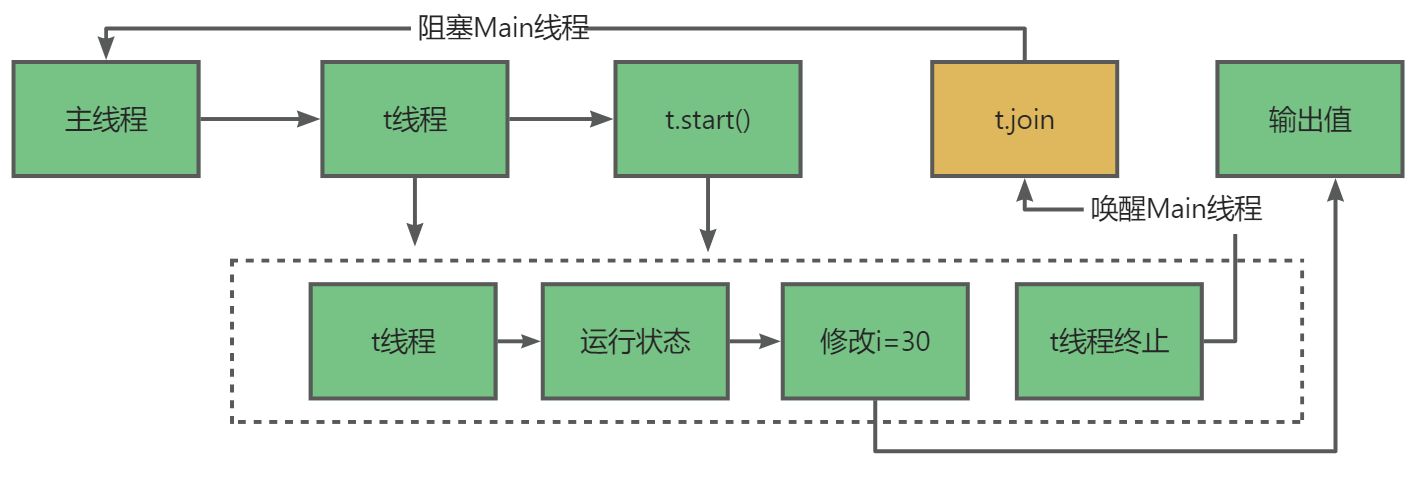 阻塞Main线程
主线程
t线程
t.start()
t.join
输出值
唤醒Main线程
t线程
运行状态
修改i=30
t线程终止